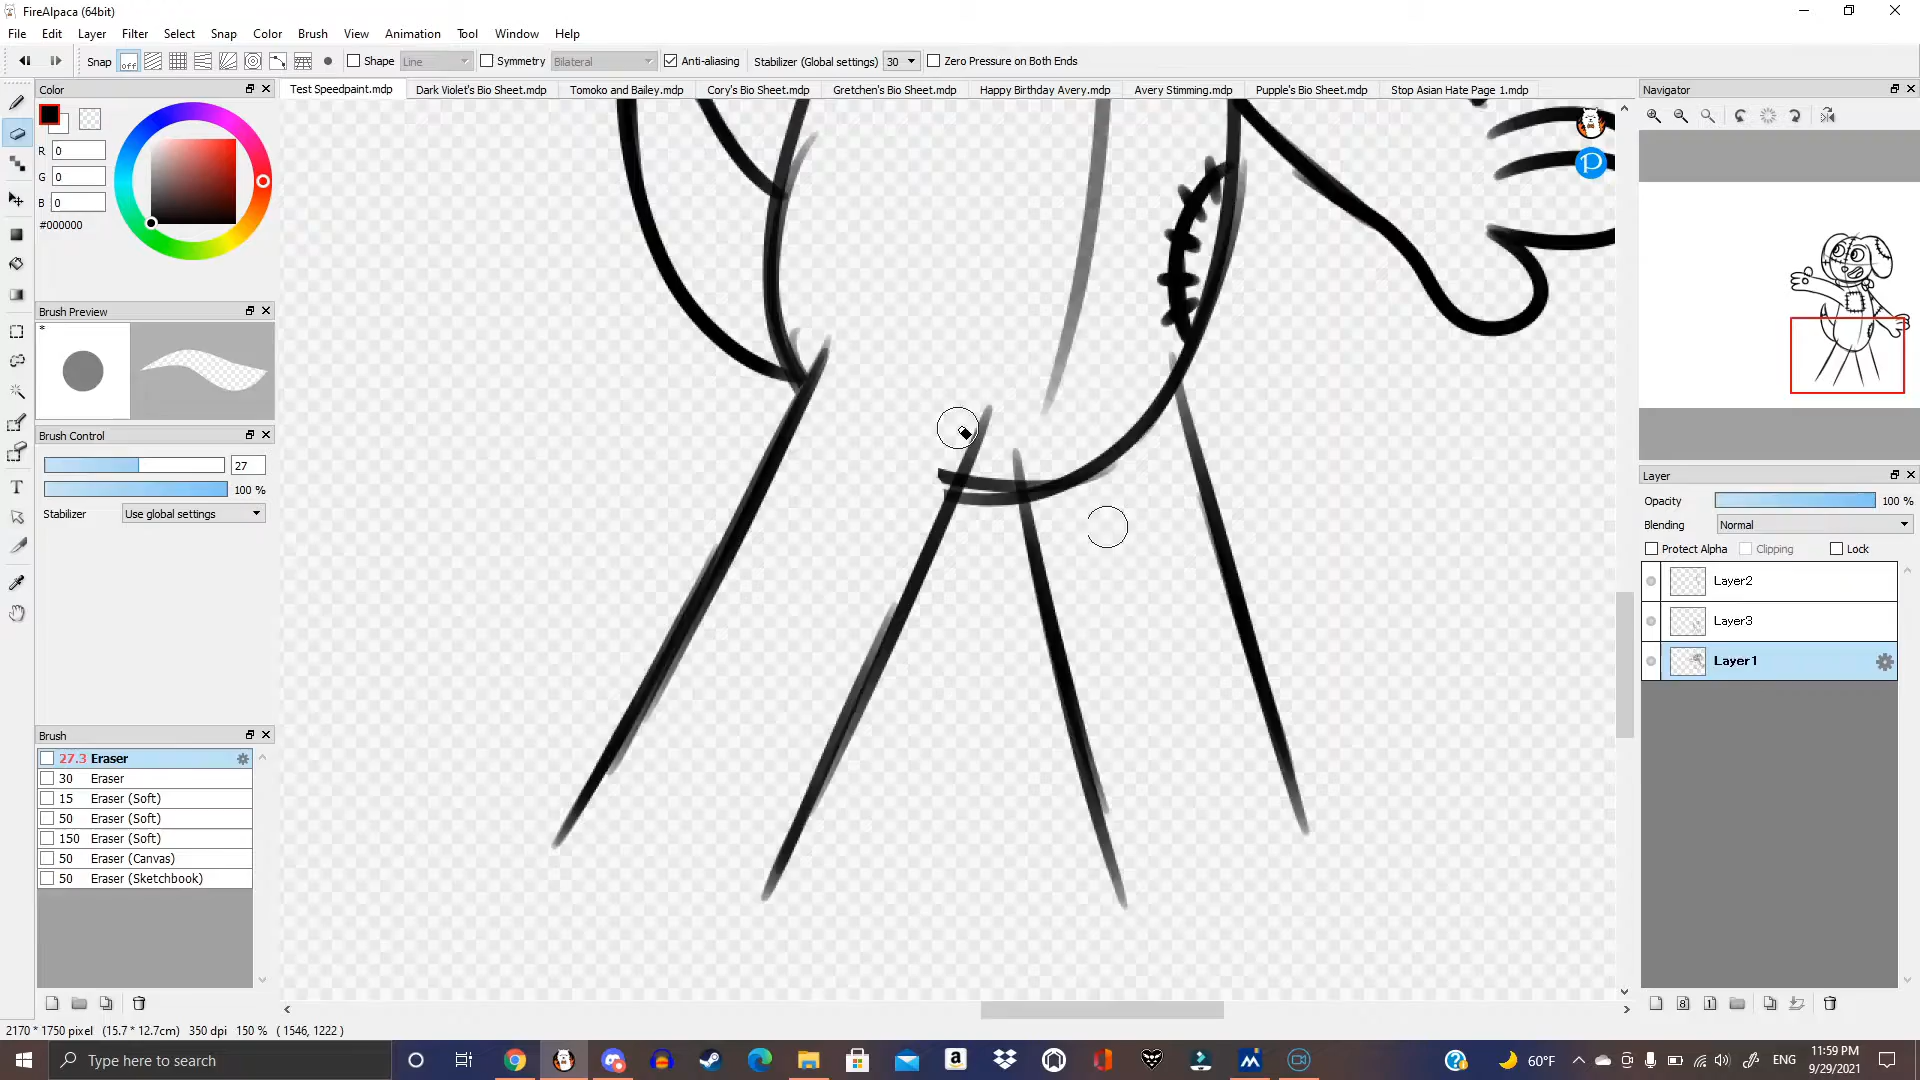 FireAlpaca (64bit)
File Edit Layer Filter Select Snap Color Brush View Animation Tool Window Help
Snap off Shape Line Symmetry Bilateral Anti-aliasing Stabilizer (Global settings) 30 Zero Pressure on Both Ends
Color
Test Speedpaint.mdp Dark Violet's Bio Sheet.mdp Tomoko and Bailey.mdp Cory's Bio Sheet.mdp Gretchen's Bio Sheet.mdp Happy Birthday Avery.mdp Avery Stimming.mdp Pupple's Bio Sheet.mdp Stop Asian Hate Page 1.mdp
Navigator
R 0
G 0
B 0
#000000
Brush Preview
*
Brush Control
27
100 %
Stabilizer Use global settings
Layer
Opacity 100 %
Blending Normal
Protect Alpha Clipping Lock
Layer2
Layer3
Layer1
Brush
27.3 Eraser
30 Eraser
15 Eraser (Soft)
50 Eraser (Soft)
150 Eraser (Soft)
50 Eraser (Canvas)
50 Eraser (Sketchbook)
2170 * 1750 pixel (15.7 * 12.7cm) 350 dpi 150 % ( 1546, 1222 )
Type here to search
60°F
ENG
11:59 PM
9/29/2021